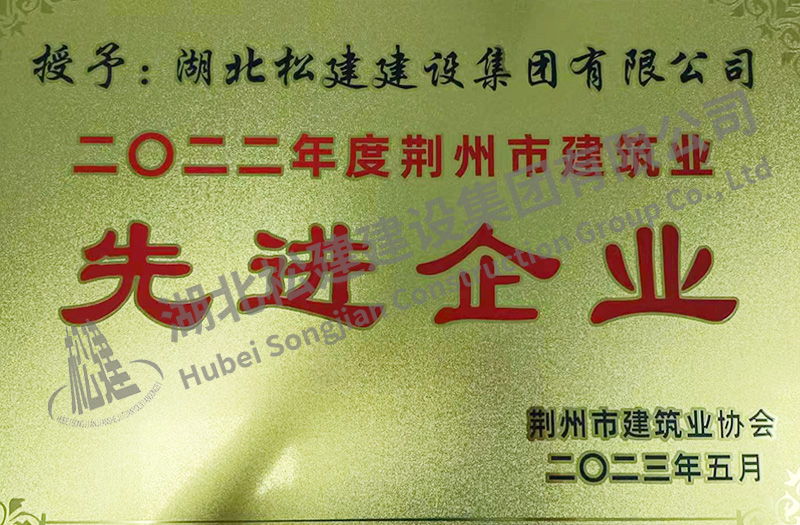 授予：湖北松建建设集团有限公司
二〇二二年度荆州市建筑业
先进企业
荆州市建筑业协会
二〇二三年五月
湖北松建建设集团有限公司
Hubei Songjian Construction Group Co., Ltd
松建